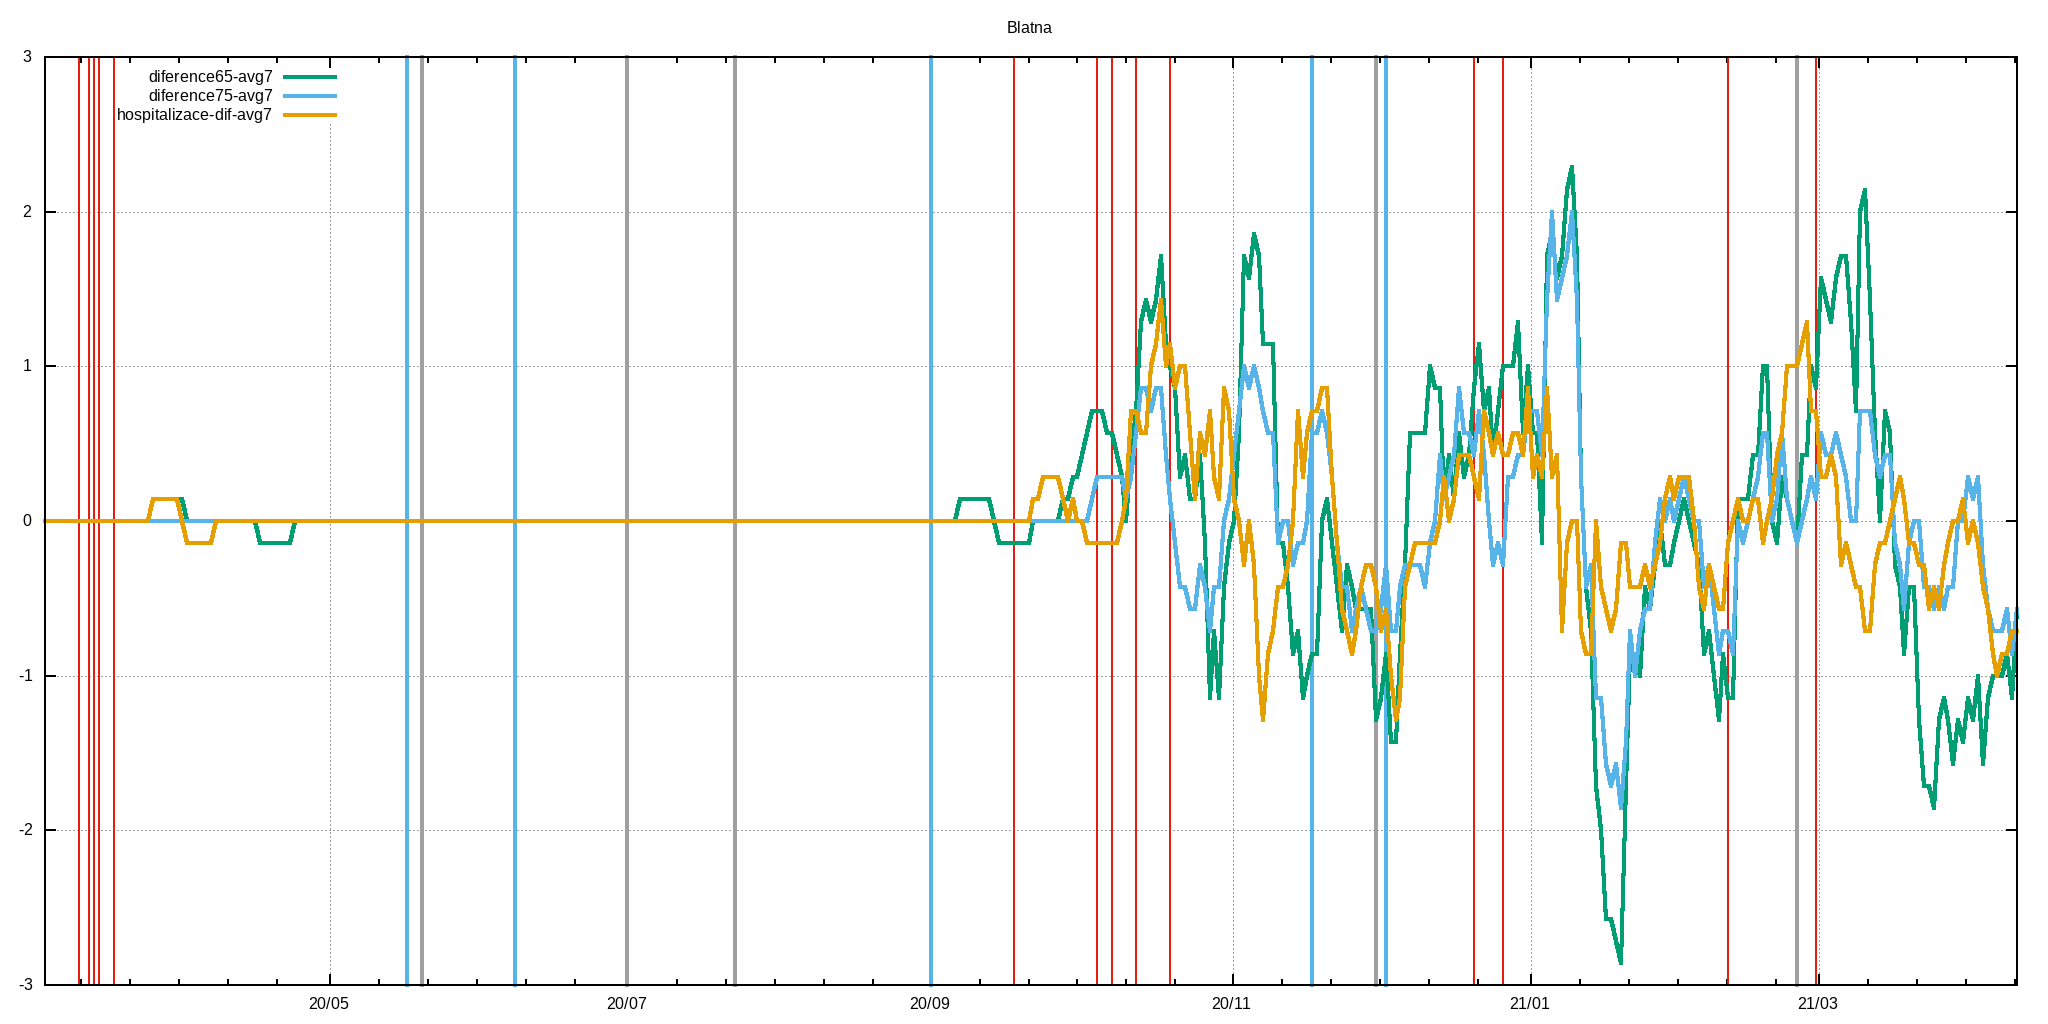 Blatna
3
diference65-avg7
diference75-avg7
hospitalizace-dif-avg7
2
1
0
-1
-2
-3
20/05 20/07 20/09 20/11 21/01 21/03